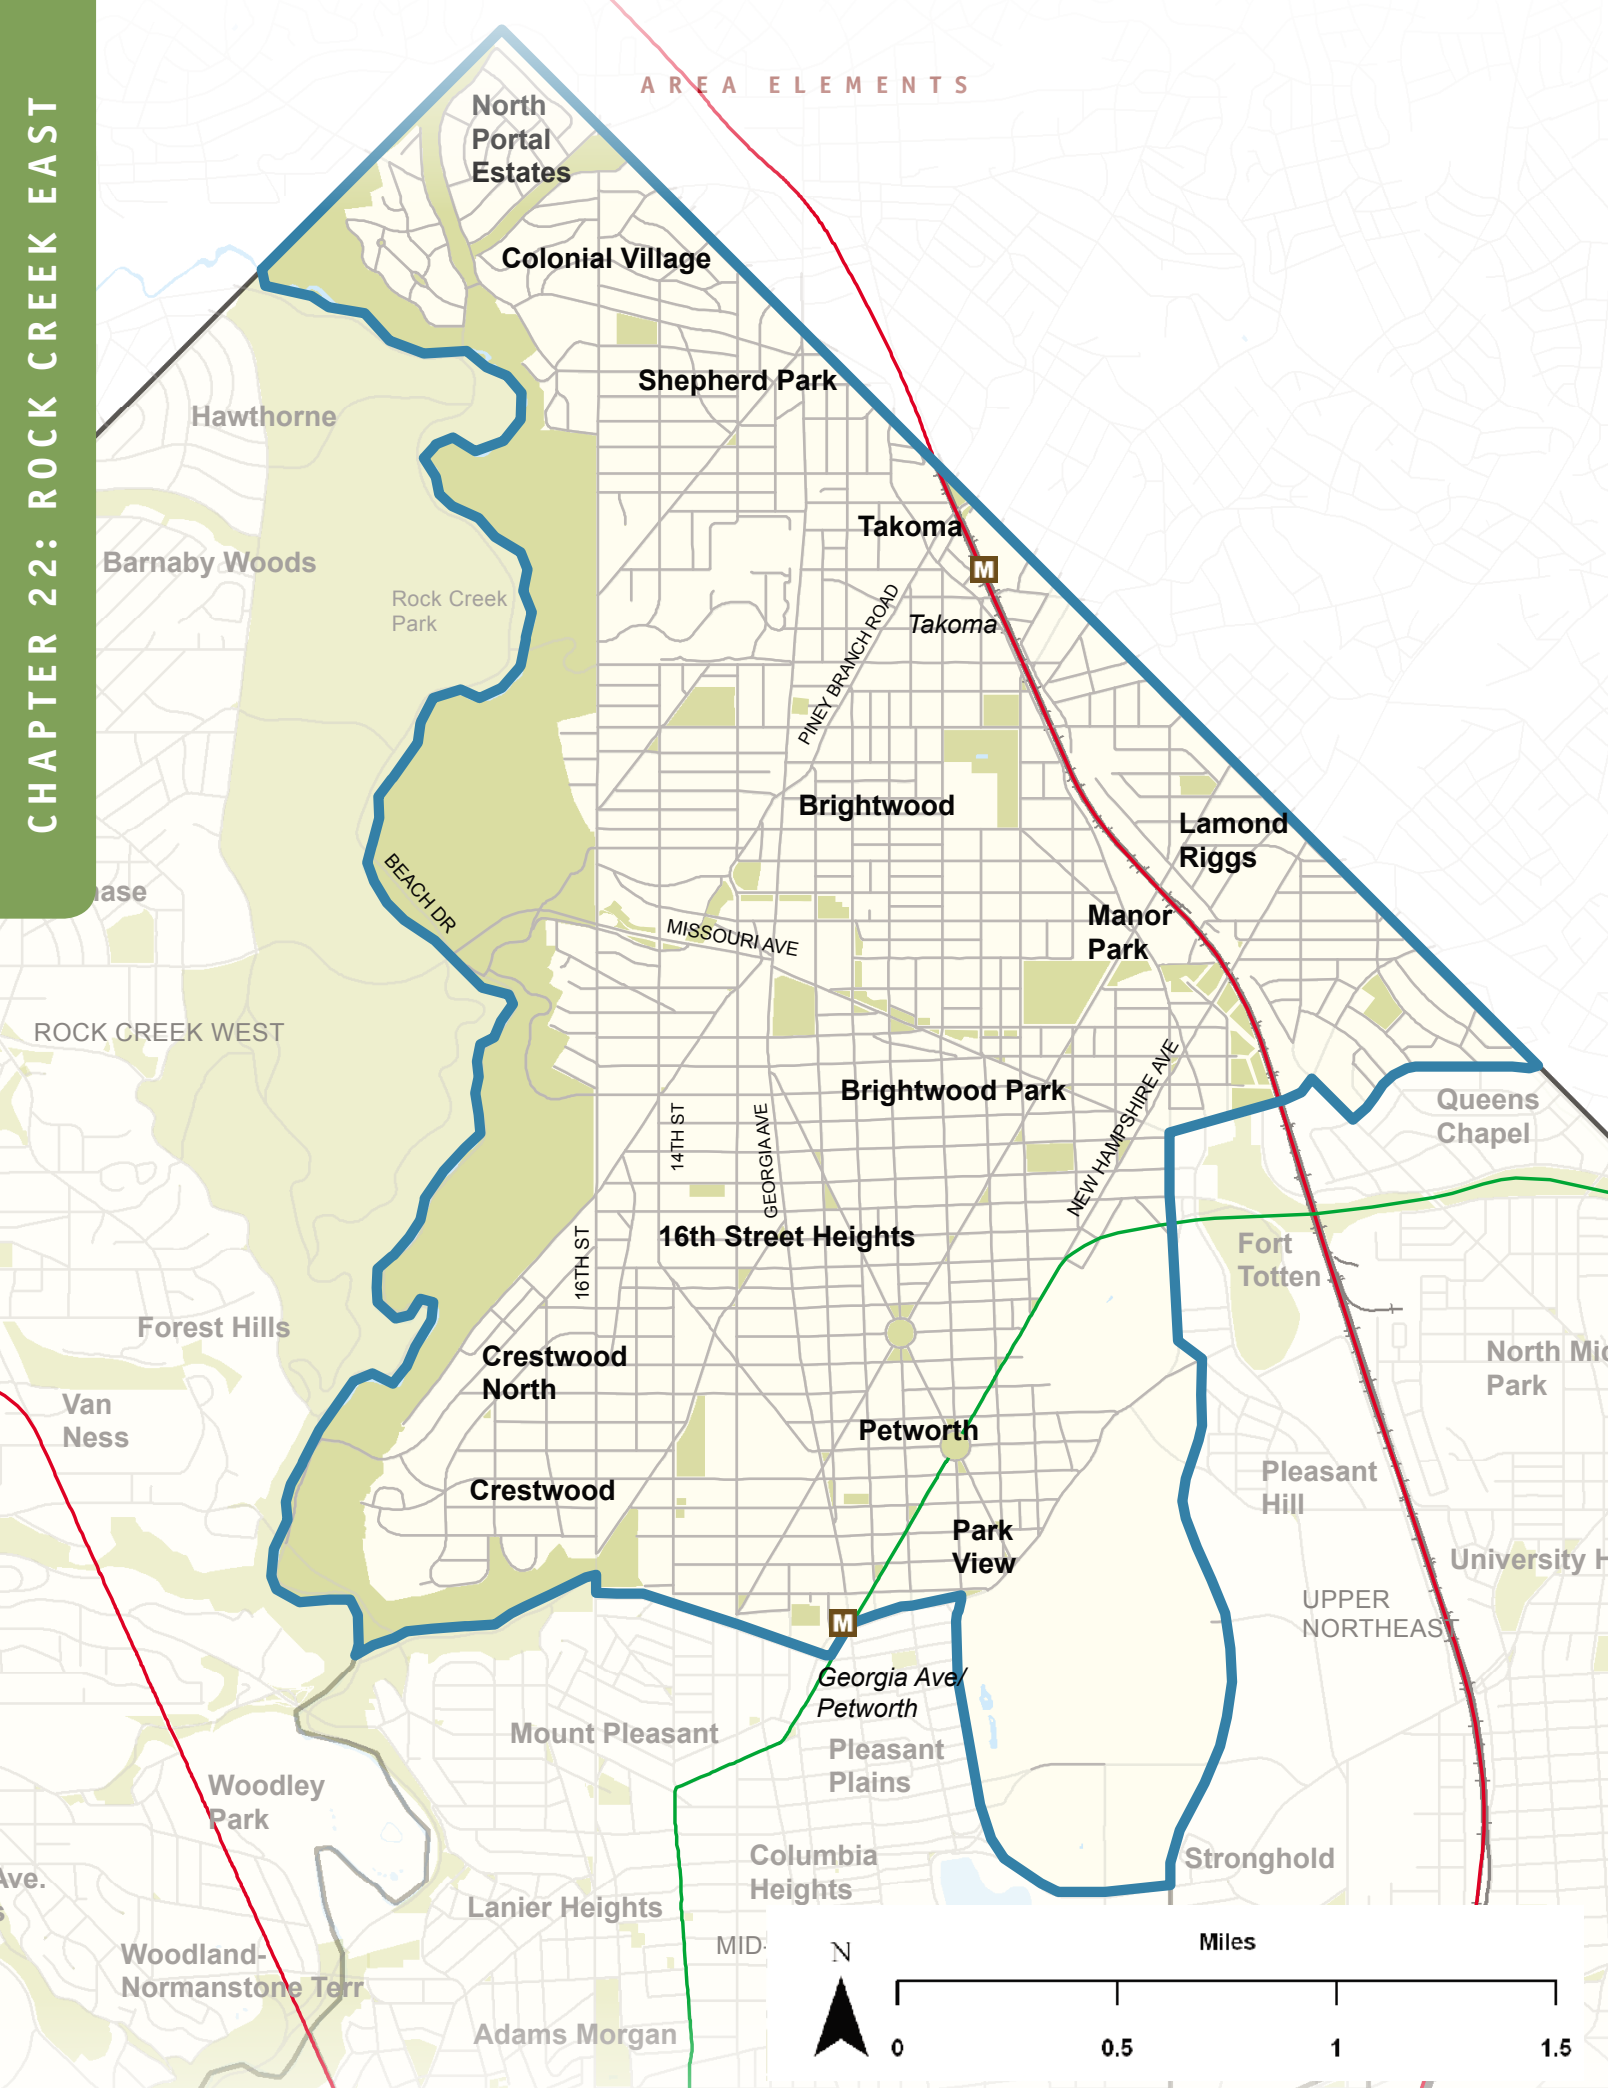 CHAPTER 22: ROCK CREEK EAST
AREA ELEMENTS
North
Portal
Estates
Colonial Village
Shepherd Park
Hawthorne
Takoma
M
Barnaby Woods
Rock Creek
Park
Takoma
PINEY BRANCH ROAD
Brightwood
Lamond
Riggs
BEACH DR
MISSOURI AVE
Manor
Park
ROCK CREEK WEST
Brightwood Park
NEW HAMPSHIRE AVE
Queens
Chapel
14TH ST
GEORGIA AVE
16TH ST
16th Street Heights
Fort
Totten
Forest Hills
Crestwood
North
North
Park
Van
Ness
Petworth
Crestwood
Pleasant
Hill
Park
View
University
UPPER
NORTHEAST
M
Georgia Ave/
Petworth
Mount Pleasant
Pleasant
Plains
Woodley
Park
Columbia
Heights
Stronghold
Ave.
Lanier Heights
MID-
Woodland-
Normanstone Terr
Adams Morgan
N
Miles
0 0.5 1 1.5